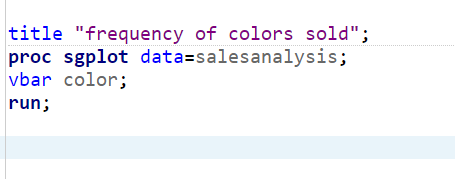 title "frequency of colors sold";
proc sgplot data=salesanalysis;
vbar color;
run;